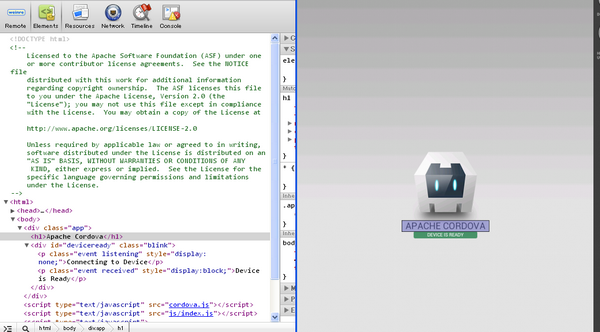 Remote Elements Resources Network Timeline Console
<!DOCTYPE html>
<!--
Licensed to the Apache Software Foundation (ASF) under one
or more contributor license agreements. See the NOTICE
file
distributed with this work for additional information
regarding copyright ownership. The ASF licenses this file
to you under the Apache License, Version 2.0 (the
"License"); you may not use this file except in compliance
with the License. You may obtain a copy of the License at
http://www.apache.org/licenses/LICENSE-2.0
Unless required by applicable law or agreed to in writing,
software distributed under the License is distributed on an
"AS IS" BASIS, WITHOUT WARRANTIES OR CONDITIONS OF ANY
KIND, either express or implied. See the License for the
specific language governing permissions and limitations
under the License.
-->
<html>
<head>…</head>
<body>
<div class="app">
<h1>Apache Cordova</h1>
<div id="deviceready" class="blink">
<p class="event listening" style="display:
none;">Connecting to Device</p>
<p class="event received" style="display:block;">Device
is Ready</p>
</div>
</div>
<script type="text/javascript" src="cordova.js"></script>
<script type="text/javascript" src="js/index.js"></script>
html body div.app h1
ele
}
h1
}
* {
}
.ap
}
body
APACHE CORDOVA
DEVICE IS READY